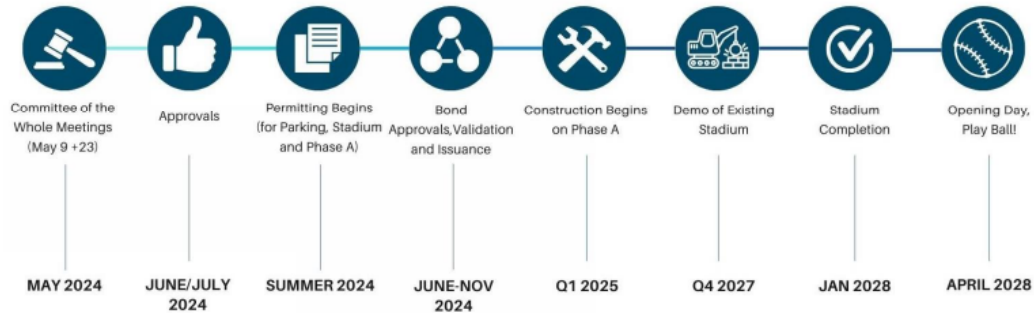 Committee of the
Whole Meetings
(May 9 +23)
Approvals
Permitting Begins
(for Parking, Stadium
and Phase A)
Bond
Approvals,Validation
and Issuance
Construction Begins
on Phase A
Demo of Existing
Stadium
Stadium
Completion
Opening Day,
Play Ball!
MAY 2024
JUNE/JULY
2024
SUMMER 2024
JUNE-NOV
2024
Q1 2025
Q4 2027
JAN 2028
APRIL 2028